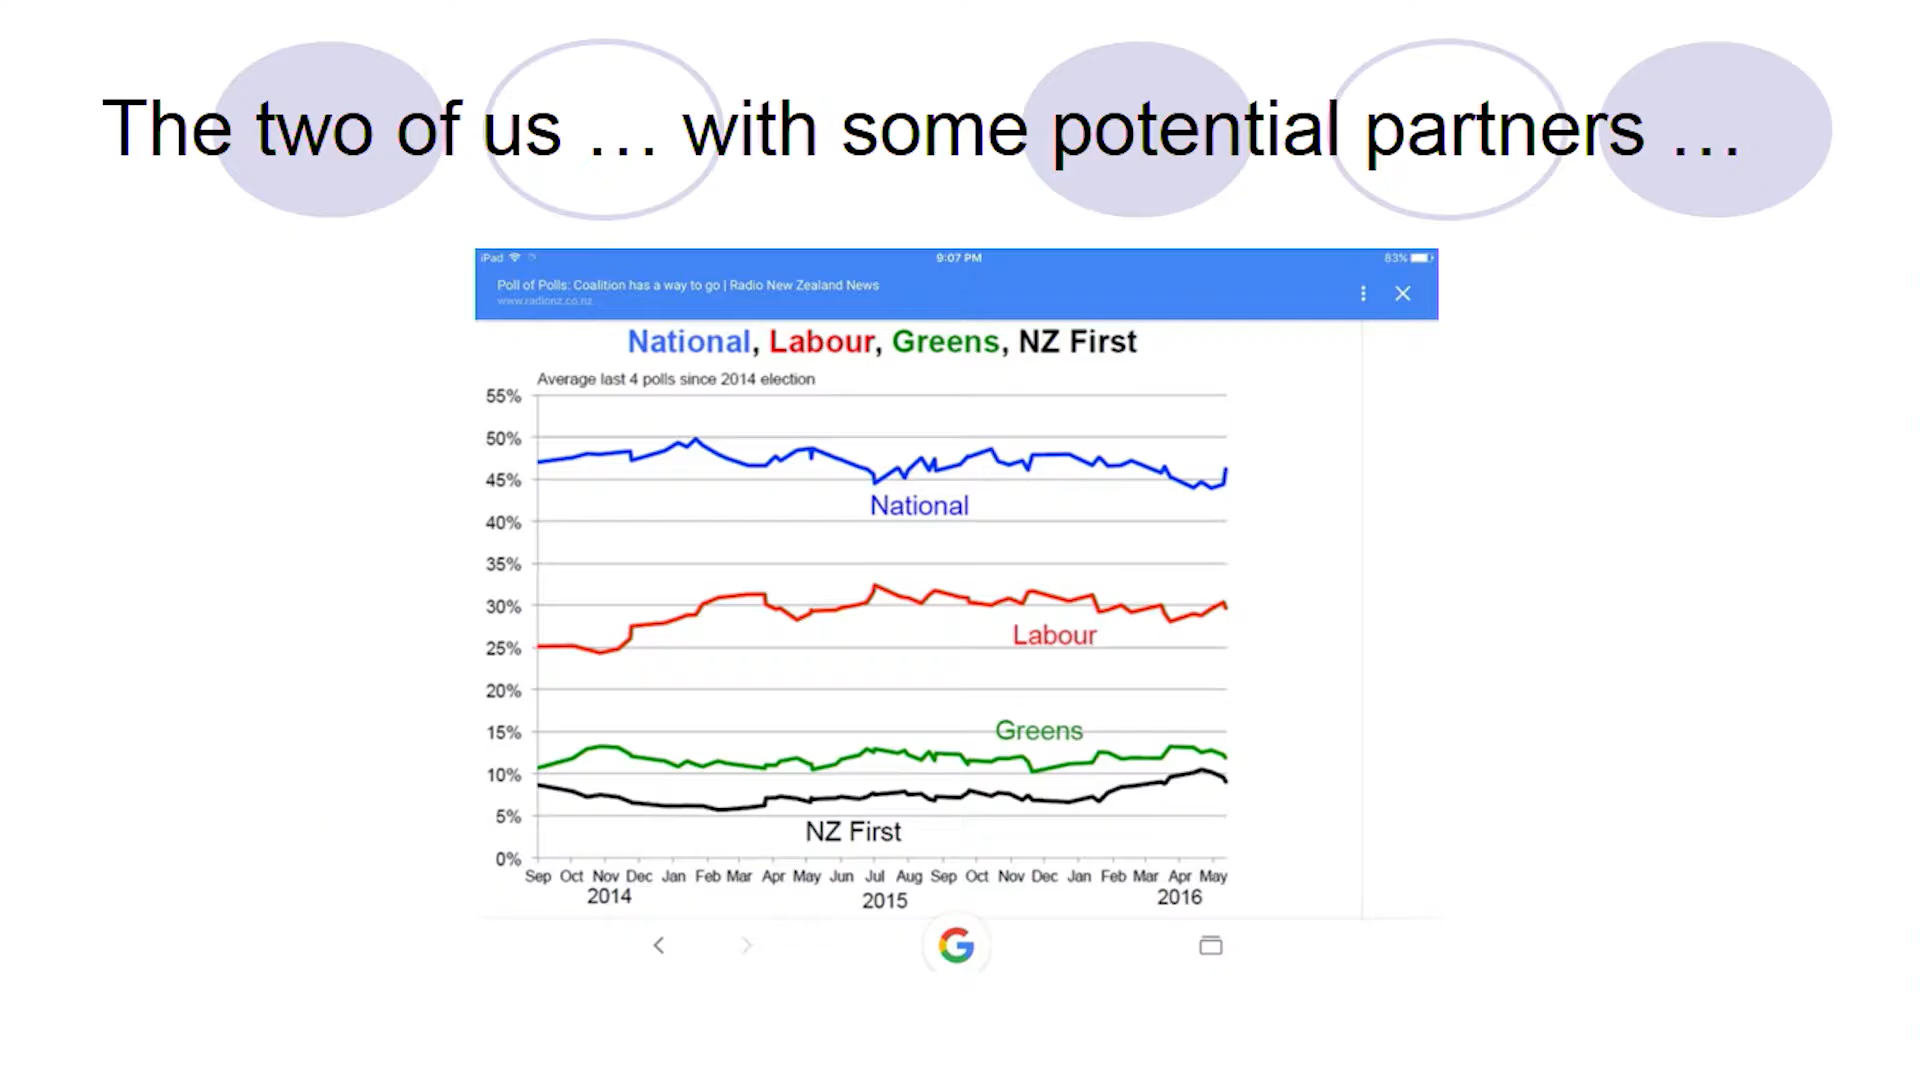 The two of us … with some potential partners …
iPad 9:07 PM 83%
Poll of Polls: Coalition has a way to go | Radio New Zealand News
www.radionz.co.nz
National, Labour, Greens, NZ First
Average last 4 polls since 2014 election
55%
50%
45%
National
40%
35%
30%
Labour
25%
20%
15%
Greens
10%
5%
NZ First
0%
Sep Oct Nov Dec Jan Feb Mar Apr May Jun Jul Aug Sep Oct Nov Dec Jan Feb Mar Apr May
2014 2015 2016
G